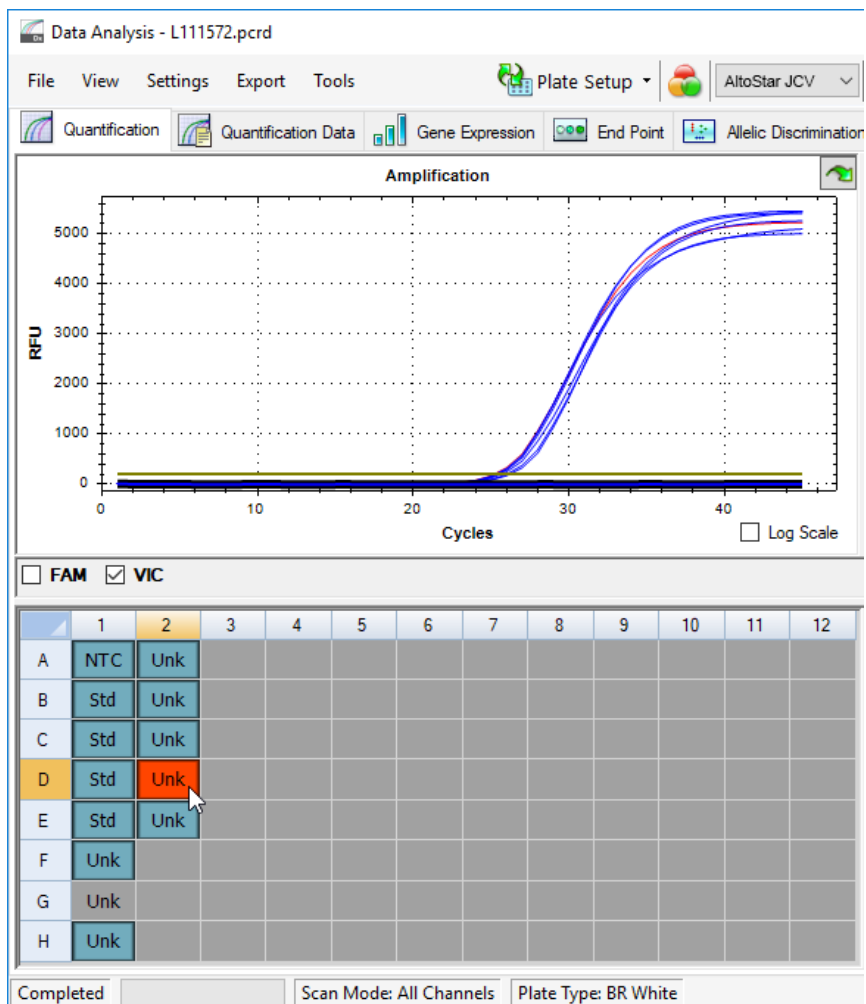 Data Analysis - L111572.pcrd
File View Settings Export Tools Plate Setup AltoStar JCV
Quantification Quantification Data Gene Expression End Point Allelic Discrimination
Amplification
5000
4000
3000
2000
1000
0
RFU
0 10 20 30 40
Cycles
Log Scale
FAM VIC
1 2 3 4 5 6 7 8 9 10 11 12
A NTC Unk
B Std Unk
C Std Unk
D Std Unk
E Std Unk
F Unk
G Unk
H Unk
Completed Scan Mode: All Channels Plate Type: BR White